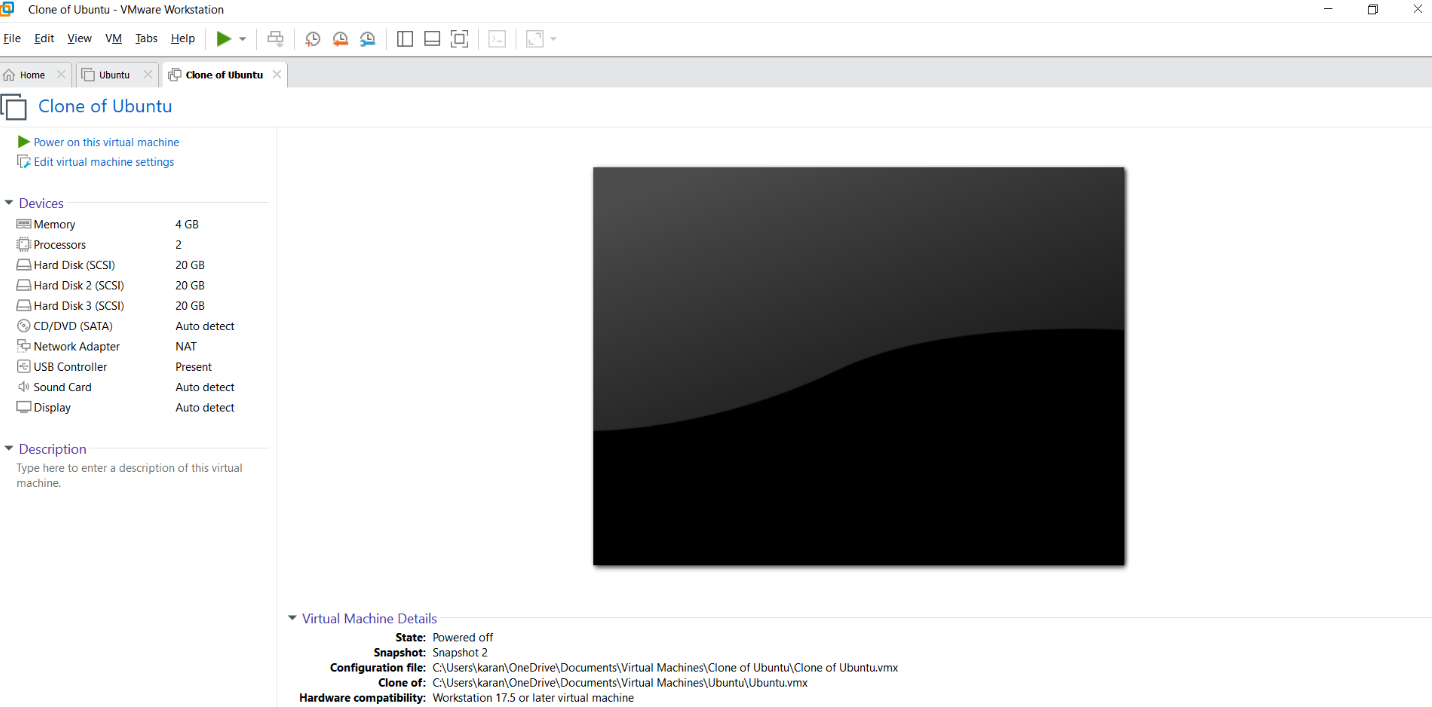 Clone of Ubuntu - VMware Workstation
File Edit View VM Tabs Help
Home Ubuntu Clone of Ubuntu
Clone of Ubuntu
Power on this virtual machine
Edit virtual machine settings
Devices
Memory 4 GB
Processors 2
Hard Disk (SCSI) 20 GB
Hard Disk 2 (SCSI) 20 GB
Hard Disk 3 (SCSI) 20 GB
CD/DVD (SATA) Auto detect
Network Adapter NAT
USB Controller Present
Sound Card Auto detect
Display Auto detect
Description
Type here to enter a description of this virtual
machine.
Virtual Machine Details
State: Powered off
Snapshot: Snapshot 2
Configuration file: C:\Users\karan\OneDrive\Documents\Virtual Machines\Clone of Ubuntu\Clone of Ubuntu.vmx
Clone of: C:\Users\karan\OneDrive\Documents\Virtual Machines\Ubuntu\Ubuntu.vmx
Hardware compatibility: Workstation 17.5 or later virtual machine